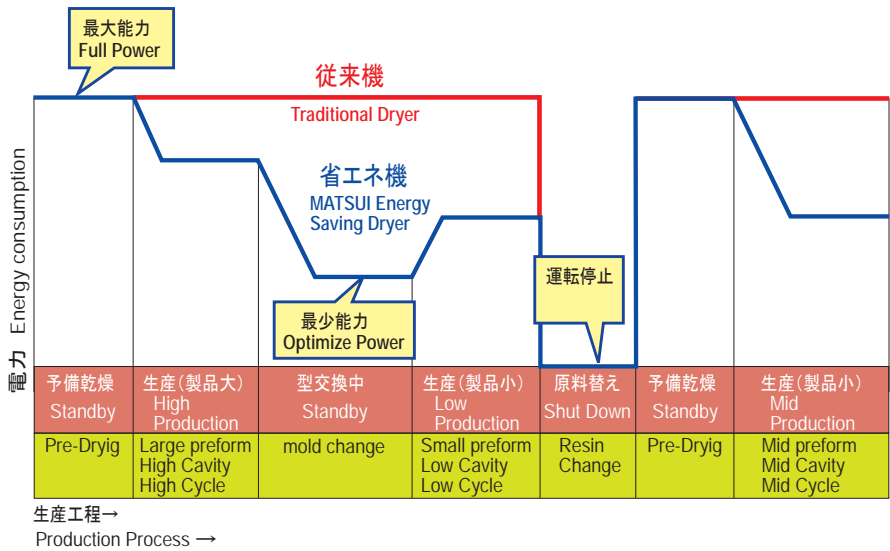 最大能力
Full Power
従来機
Traditional Dryer
省エネ機
MATSUI Energy
Saving Dryer
運転停止
最少能力
Optimize Power
電力 Energy consumption
予備乾燥
Standby
生産(製品大)
High
Production
型交換中
Standby
生産(製品小)
Low
Production
原料替え
Shut Down
予備乾燥
Standby
生産(製品小)
Mid
Production
Pre-Dryig
Large preform
High Cavity
High Cycle
mold change
Small preform
Low Cavity
Low Cycle
Resin
Change
Pre-Dryig
Mid preform
Mid Cavity
Mid Cycle
生産工程→
Production Process →